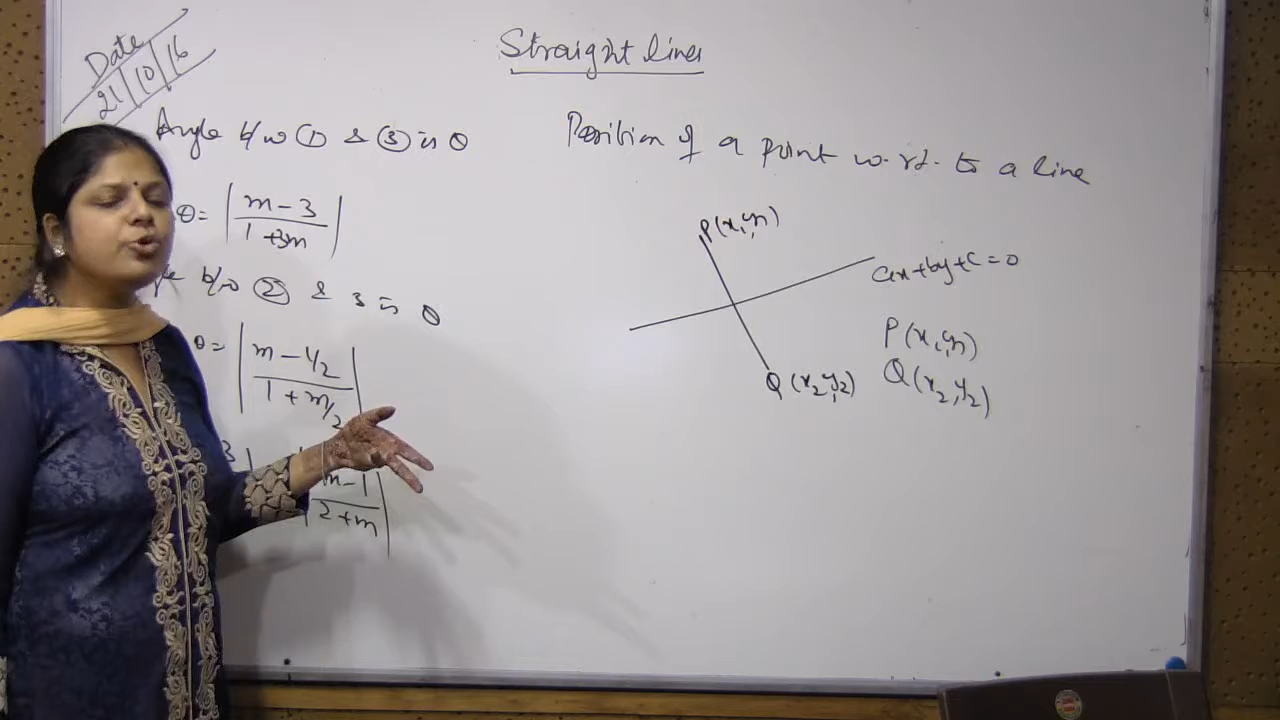 Straight lines
Date
21/10/16
Angle b/w ① & ③ is θ
θ = | m - 3 / 1 + 3m |
b/w ② & 3 is θ
θ = | m - 1/2 / 1 + m/2 |
m - 1 / 2 + m |
Position of a point w.r.t. to a line
P(x₁, y₁)
ax + by + c = 0
P(x₁, y₁)
Q(x₂, y₂)
Q(x₂, y₂)